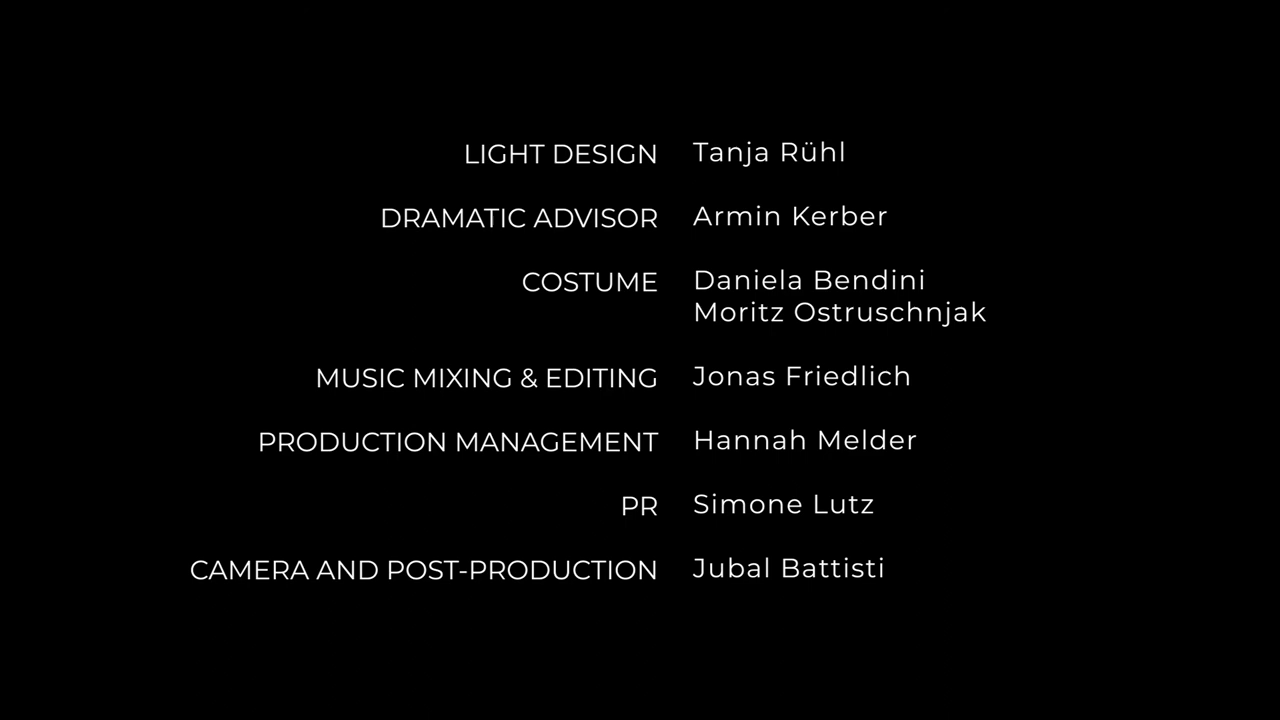 LIGHT DESIGN Tanja Rühl
DRAMATIC ADVISOR Armin Kerber
COSTUME Daniela Bendini
Moritz Ostruschnjak
MUSIC MIXING & EDITING Jonas Friedlich
PRODUCTION MANAGEMENT Hannah Melder
PR Simone Lutz
CAMERA AND POST-PRODUCTION Jubal Battisti